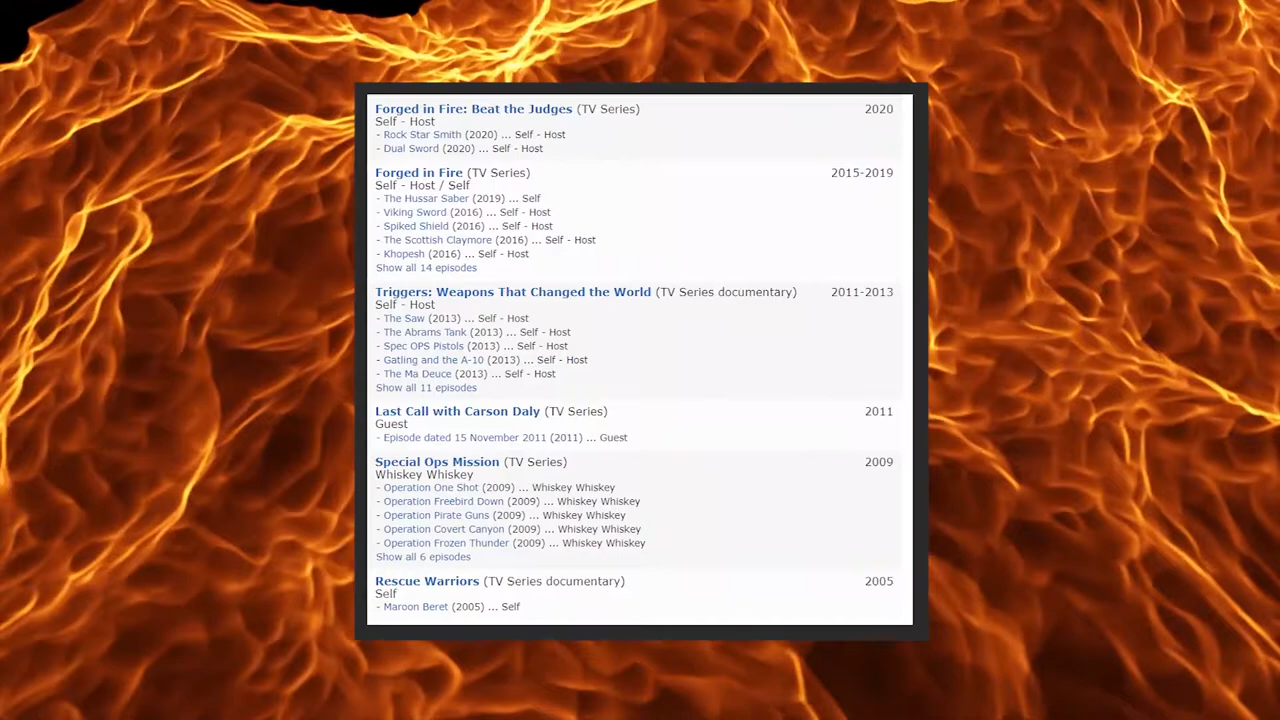 Forged in Fire: Beat the Judges (TV Series) 2020
Self - Host
- Rock Star Smith (2020) ... Self - Host
- Dual Sword (2020) ... Self - Host
Forged in Fire (TV Series) 2015-2019
Self - Host / Self
- The Hussar Saber (2019) ... Self
- Viking Sword (2016) ... Self - Host
- Spiked Shield (2016) ... Self - Host
- The Scottish Claymore (2016) ... Self - Host
- Khopesh (2016) ... Self - Host
Show all 14 episodes
Triggers: Weapons That Changed the World (TV Series documentary) 2011-2013
Self - Host
- The Saw (2013) ... Self - Host
- The Abrams Tank (2013) ... Self - Host
- Spec OPS Pistols (2013) ... Self - Host
- Gatling and the A-10 (2013) ... Self - Host
- The Ma Deuce (2013) ... Self - Host
Show all 11 episodes
Last Call with Carson Daly (TV Series) 2011
Guest
- Episode dated 15 November 2011 (2011) ... Guest
Special Ops Mission (TV Series) 2009
Whiskey Whiskey
- Operation One Shot (2009) ... Whiskey Whiskey
- Operation Freebird Down (2009) ... Whiskey Whiskey
- Operation Pirate Guns (2009) ... Whiskey Whiskey
- Operation Covert Canyon (2009) ... Whiskey Whiskey
- Operation Frozen Thunder (2009) ... Whiskey Whiskey
Show all 6 episodes
Rescue Warriors (TV Series documentary) 2005
Self
- Maroon Beret (2005) ... Self